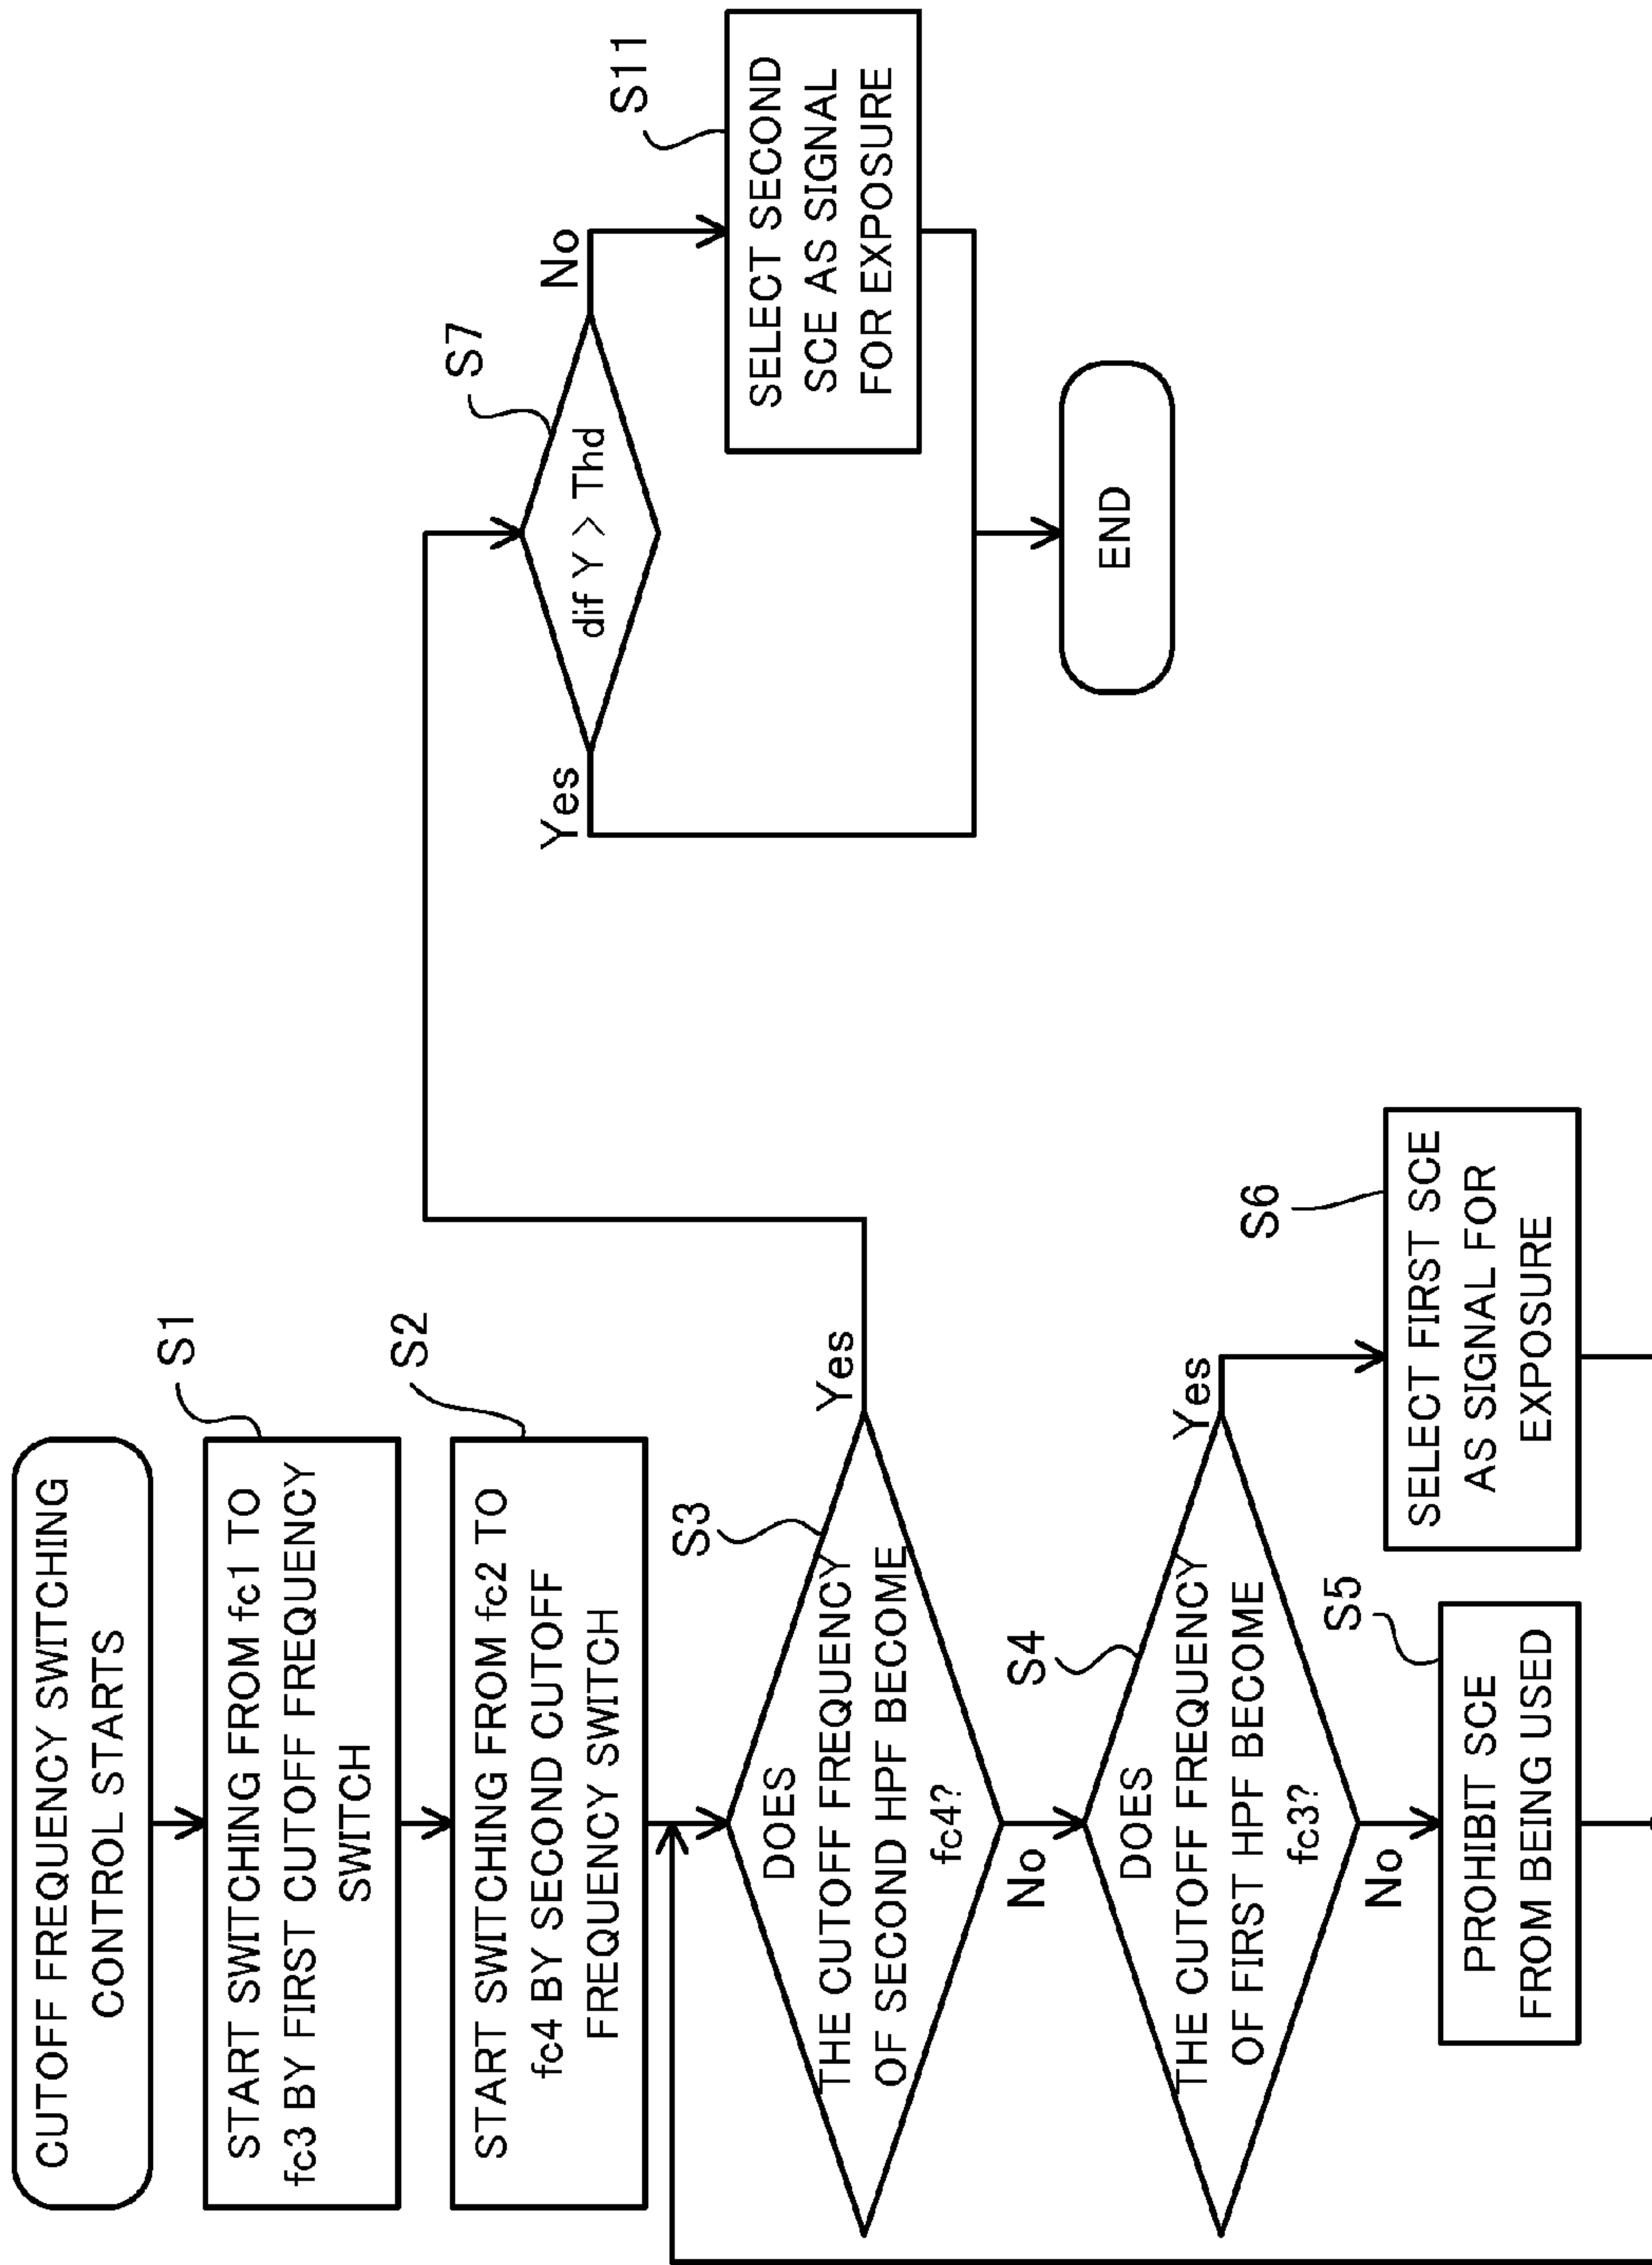 CUTOFF FREQUENCY SWITCHING
CONTROL STARTS
S1
START SWITCHING FROM fc1 TO
fc3 BY FIRST CUTOFF FREQUENCY
SWITCH
S2
START SWITCHING FROM fc2 TO
fc4 BY SECOND CUTOFF
FREQUENCY SWITCH
S3
DOES
THE CUTOFF FREQUENCY
OF SECOND HPF BECOME
fc4?
Yes
No
S4
DOES
THE CUTOFF FREQUENCY
OF FIRST HPF BECOME
fc3?
Yes
No
S5
PROHIBIT SCE
FROM BEING USED
S6
SELECT FIRST SCE
AS SIGNAL FOR
EXPOSURE
S7
dif Y > Thd
Yes
No
S11
SELECT SECOND
SCE AS SIGNAL
FOR EXPOSURE
END